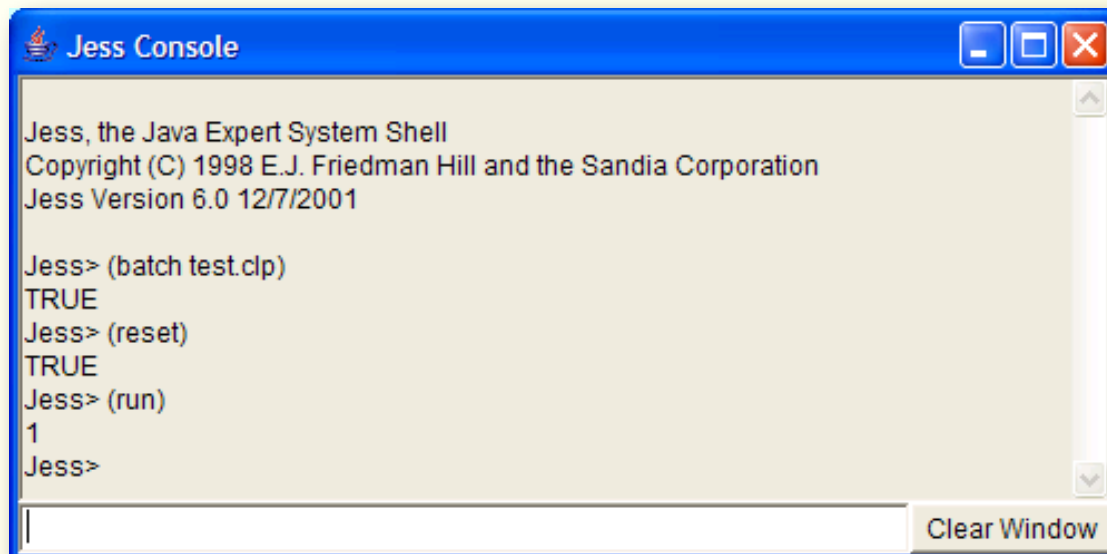 Jess Console
Jess, the Java Expert System Shell
Copyright (C) 1998 E.J. Friedman Hill and the Sandia Corporation
Jess Version 6.0 12/7/2001
Jess> (batch test.clp)
TRUE
Jess> (reset)
TRUE
Jess> (run)
1
Jess>
Clear Window